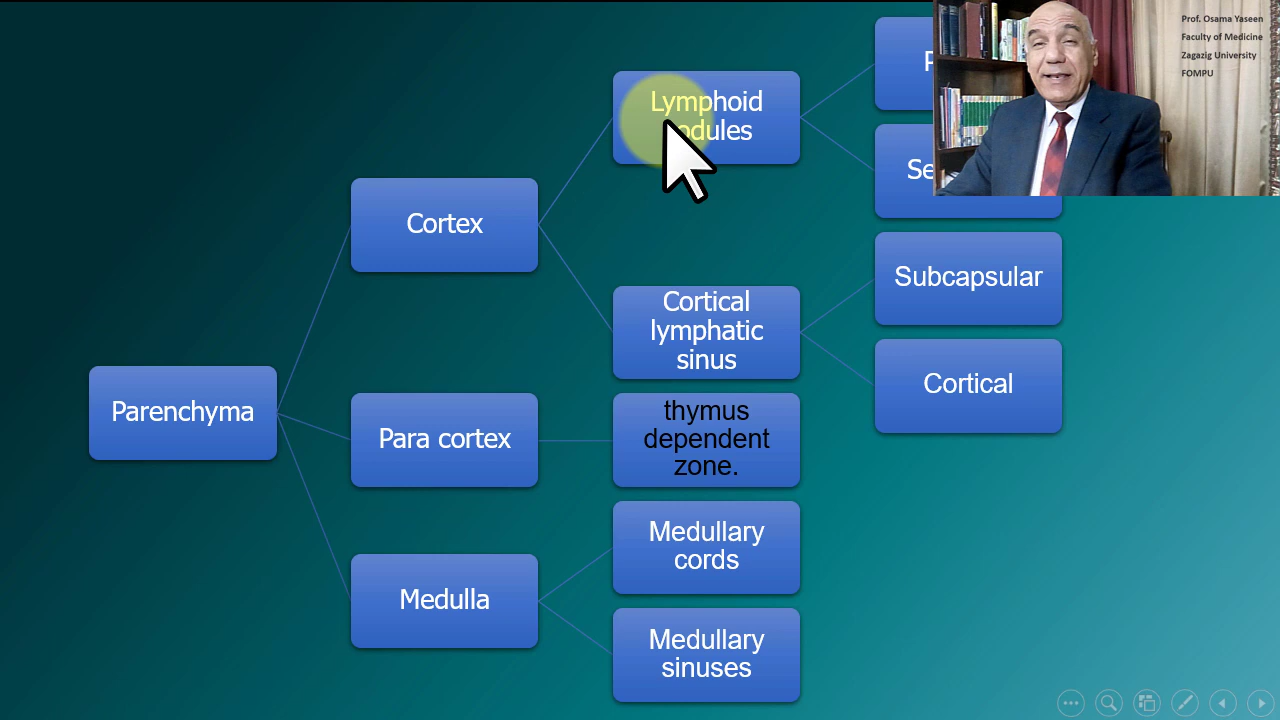 Prof. Osama Yaseen
Faculty of Medicine
Zagazig University
FOMPU
Lymphoid
nodules
Cortex
Subcapsular
Cortical
lymphatic
sinus
Cortical
Parenchyma
Para cortex
thymus
dependent
zone.
Medullary
cords
Medulla
Medullary
sinuses